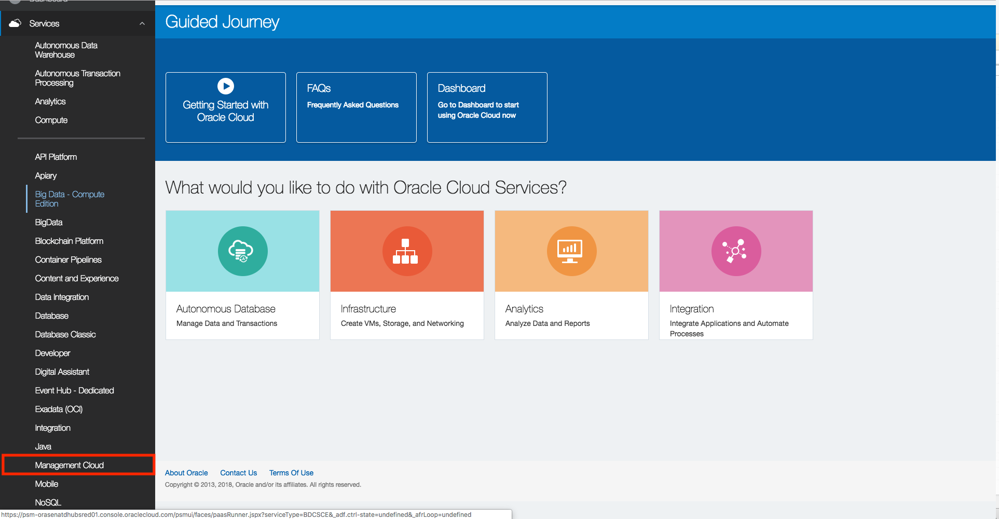 Dashboard
Services
Autonomous Data
Warehouse
Autonomous Transaction
Processing
Analytics
Compute
API Platform
Apiary
Big Data - Compute
Edition
BigData
Blockchain Platform
Container Pipelines
Content and Experience
Data Integration
Database
Database Classic
Developer
Digital Assistant
Event Hub - Dedicated
Exadata (OCI)
Integration
Java
Management Cloud
Mobile
NoSQL
Guided Journey
Getting Started with
Oracle Cloud
FAQs
Frequently Asked Questions
Dashboard
Go to Dashboard to start
using Oracle Cloud now
What would you like to do with Oracle Cloud Services?
A
Autonomous Database
Manage Data and Transactions
Infrastructure
Create VMs, Storage, and Networking
Analytics
Analyze Data and Reports
Integration
Integrate Applications and Automate
Processes
About Oracle Contact Us Terms Of Use
Copyright © 2013, 2018, Oracle and/or its affiliates. All rights reserved.
https://psm-orasenatdhubsred01.console.oraclecloud.com/psmui/faces/paasRunner.jspx?serviceType=BDCSCE&_adf.ctrl-state=undefined&_afrLoop=undefined